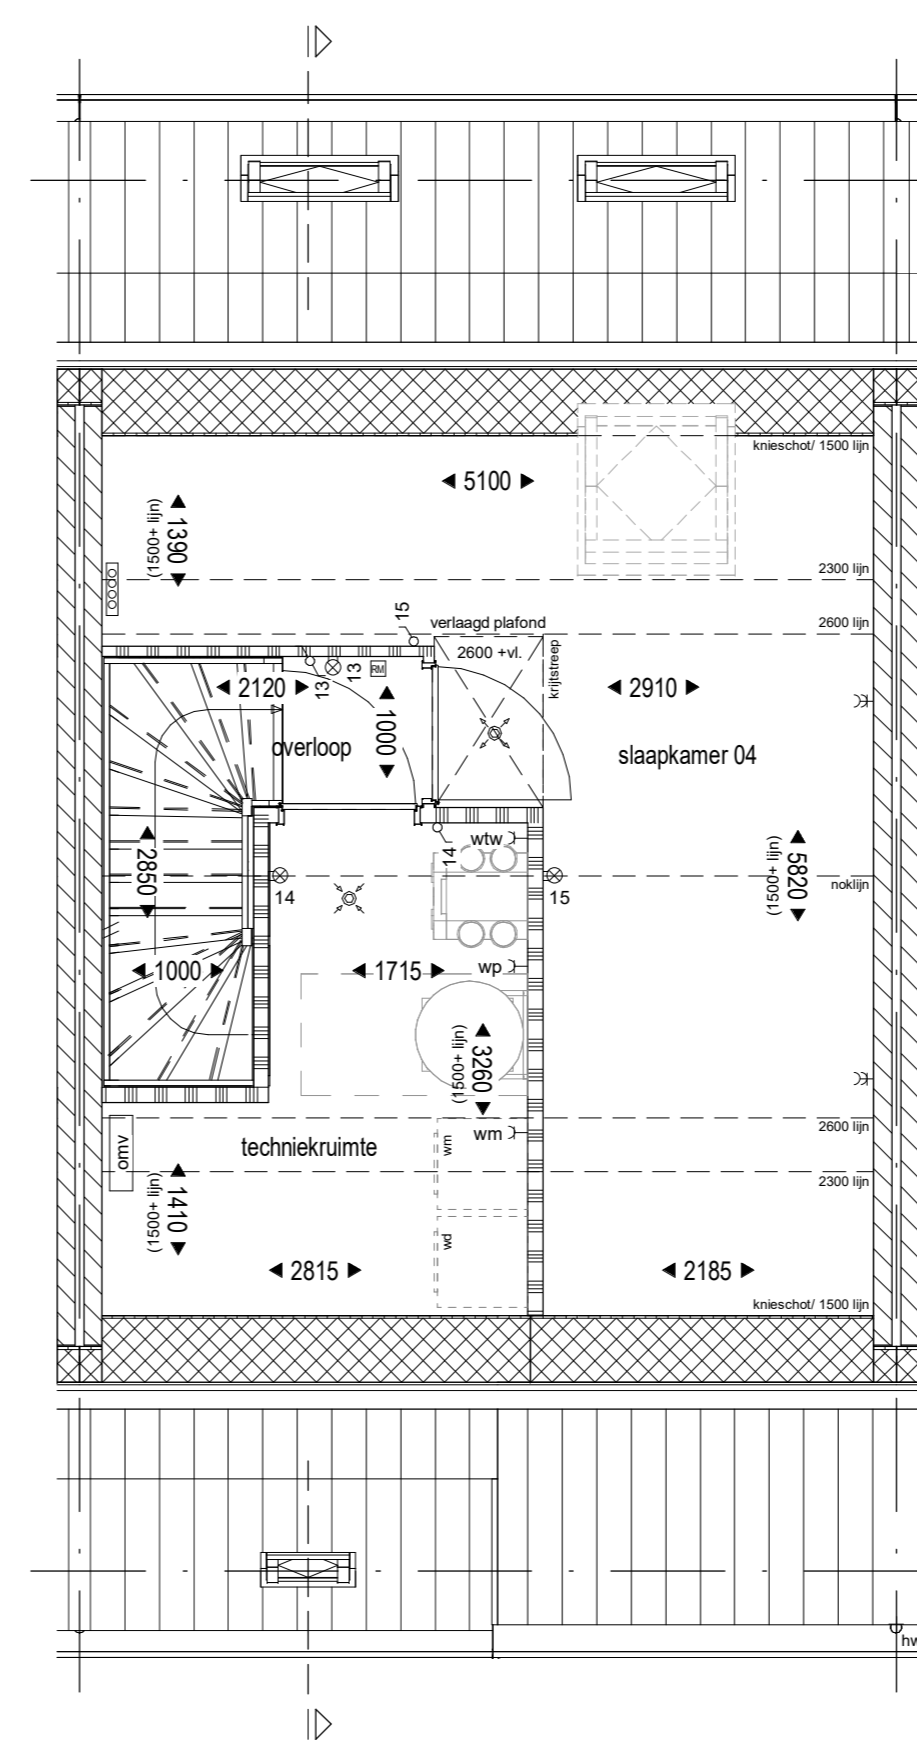 knieschot/ 1500 lijn
5100
1390
(1500+ lijn)
2300 lijn
15
verlaagd plafond
2600 lijn
2600 +vl.
krijtstreep
13
13
RM
2120
1000
2910
overloop
slaapkamer 04
wtw
14
2850
5820
(1500+ lijn)
noklijn
14
15
1000
1715
wp
3260
(1500+ lijn)
2600 lijn
omv
techniekruimte
wm
wm
2300 lijn
1410
(1500+ lijn)
wd
2815
2185
knieschot/ 1500 lijn
hw